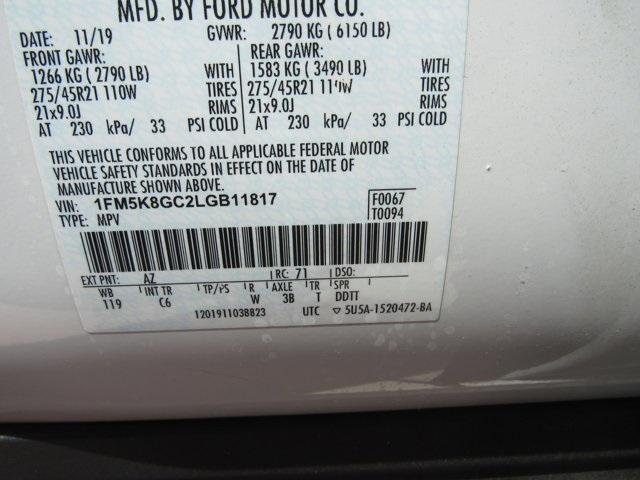 MFD. BY FORD MOTOR CO.
DATE: 11/19 GVWR: 2790 KG ( 6150 LB)
FRONT GAWR: REAR GAWR:
1266 KG ( 2790 LB) WITH 1583 KG ( 3490 LB) WITH
275/45R21 110W TIRES 275/45R21 110W TIRES
21x9.0J RIMS 21x9.0J RIMS
AT 230 kPa/ 33 PSI COLD AT 230 kPa/ 33 PSI COLD
THIS VEHICLE CONFORMS TO ALL APPLICABLE FEDERAL MOTOR
VEHICLE SAFETY STANDARDS IN EFFECT ON THE DATE OF
MANUFACTURE SHOWN ABOVE.
VIN: 1FM5K8GC2LGB11817 F0067
TYPE: MPV T0094
EXT PNT: AZ RC: 71 DSO:
WB INT TR TP/PS R AXLE TR SPR
119 C6 W 3B T DDTT
1201911038823 UTC 5U5A-1520472-BA